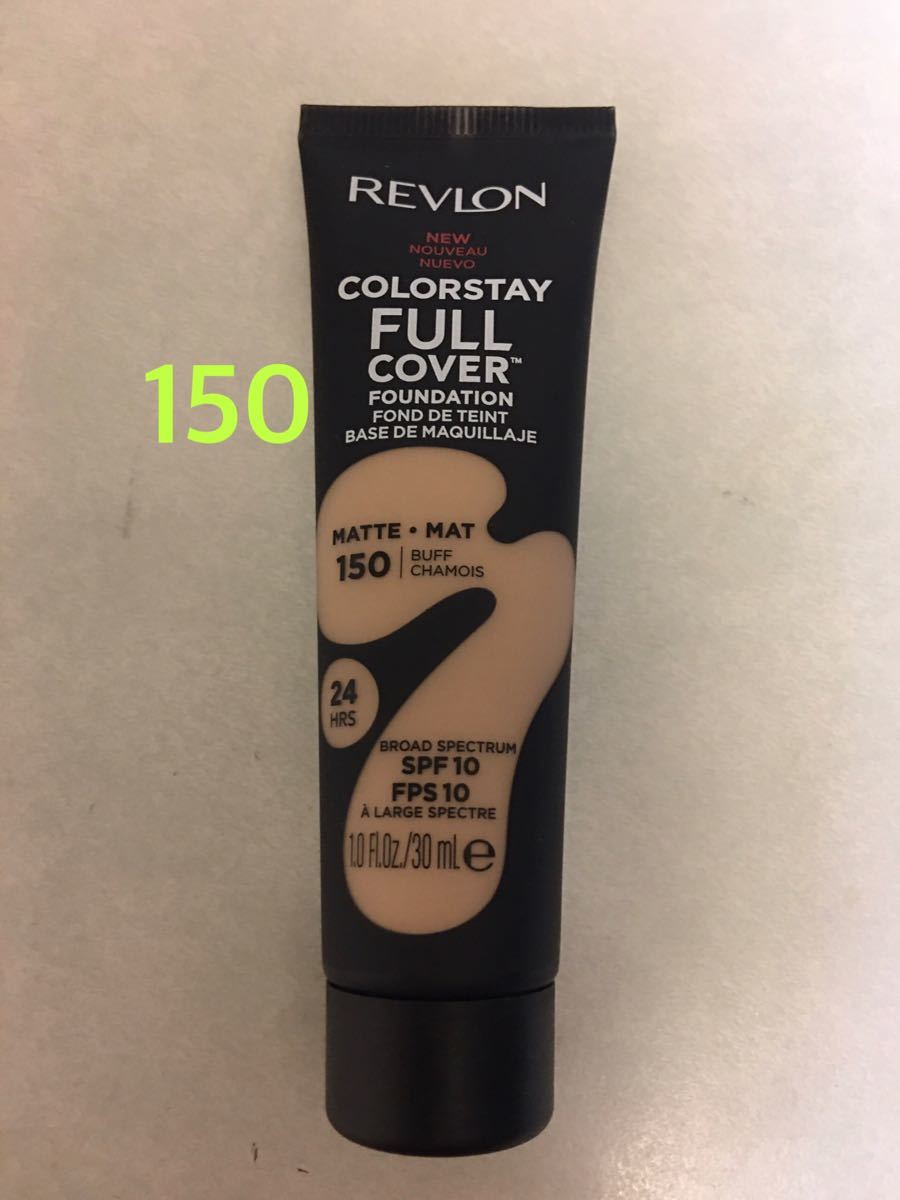 REVLON
NEW
NOUVEAU
NUEVO
COLORSTAY
FULL
COVER™
FOUNDATION
FOND DE TEINT
BASE DE MAQUILLAJE
150
MATTE • MAT
150 | BUFF
CHAMOIS
24
HRS
BROAD SPECTRUM
SPF 10
FPS 10
À LARGE SPECTRE
1.0 Fl.Oz./30 mL e